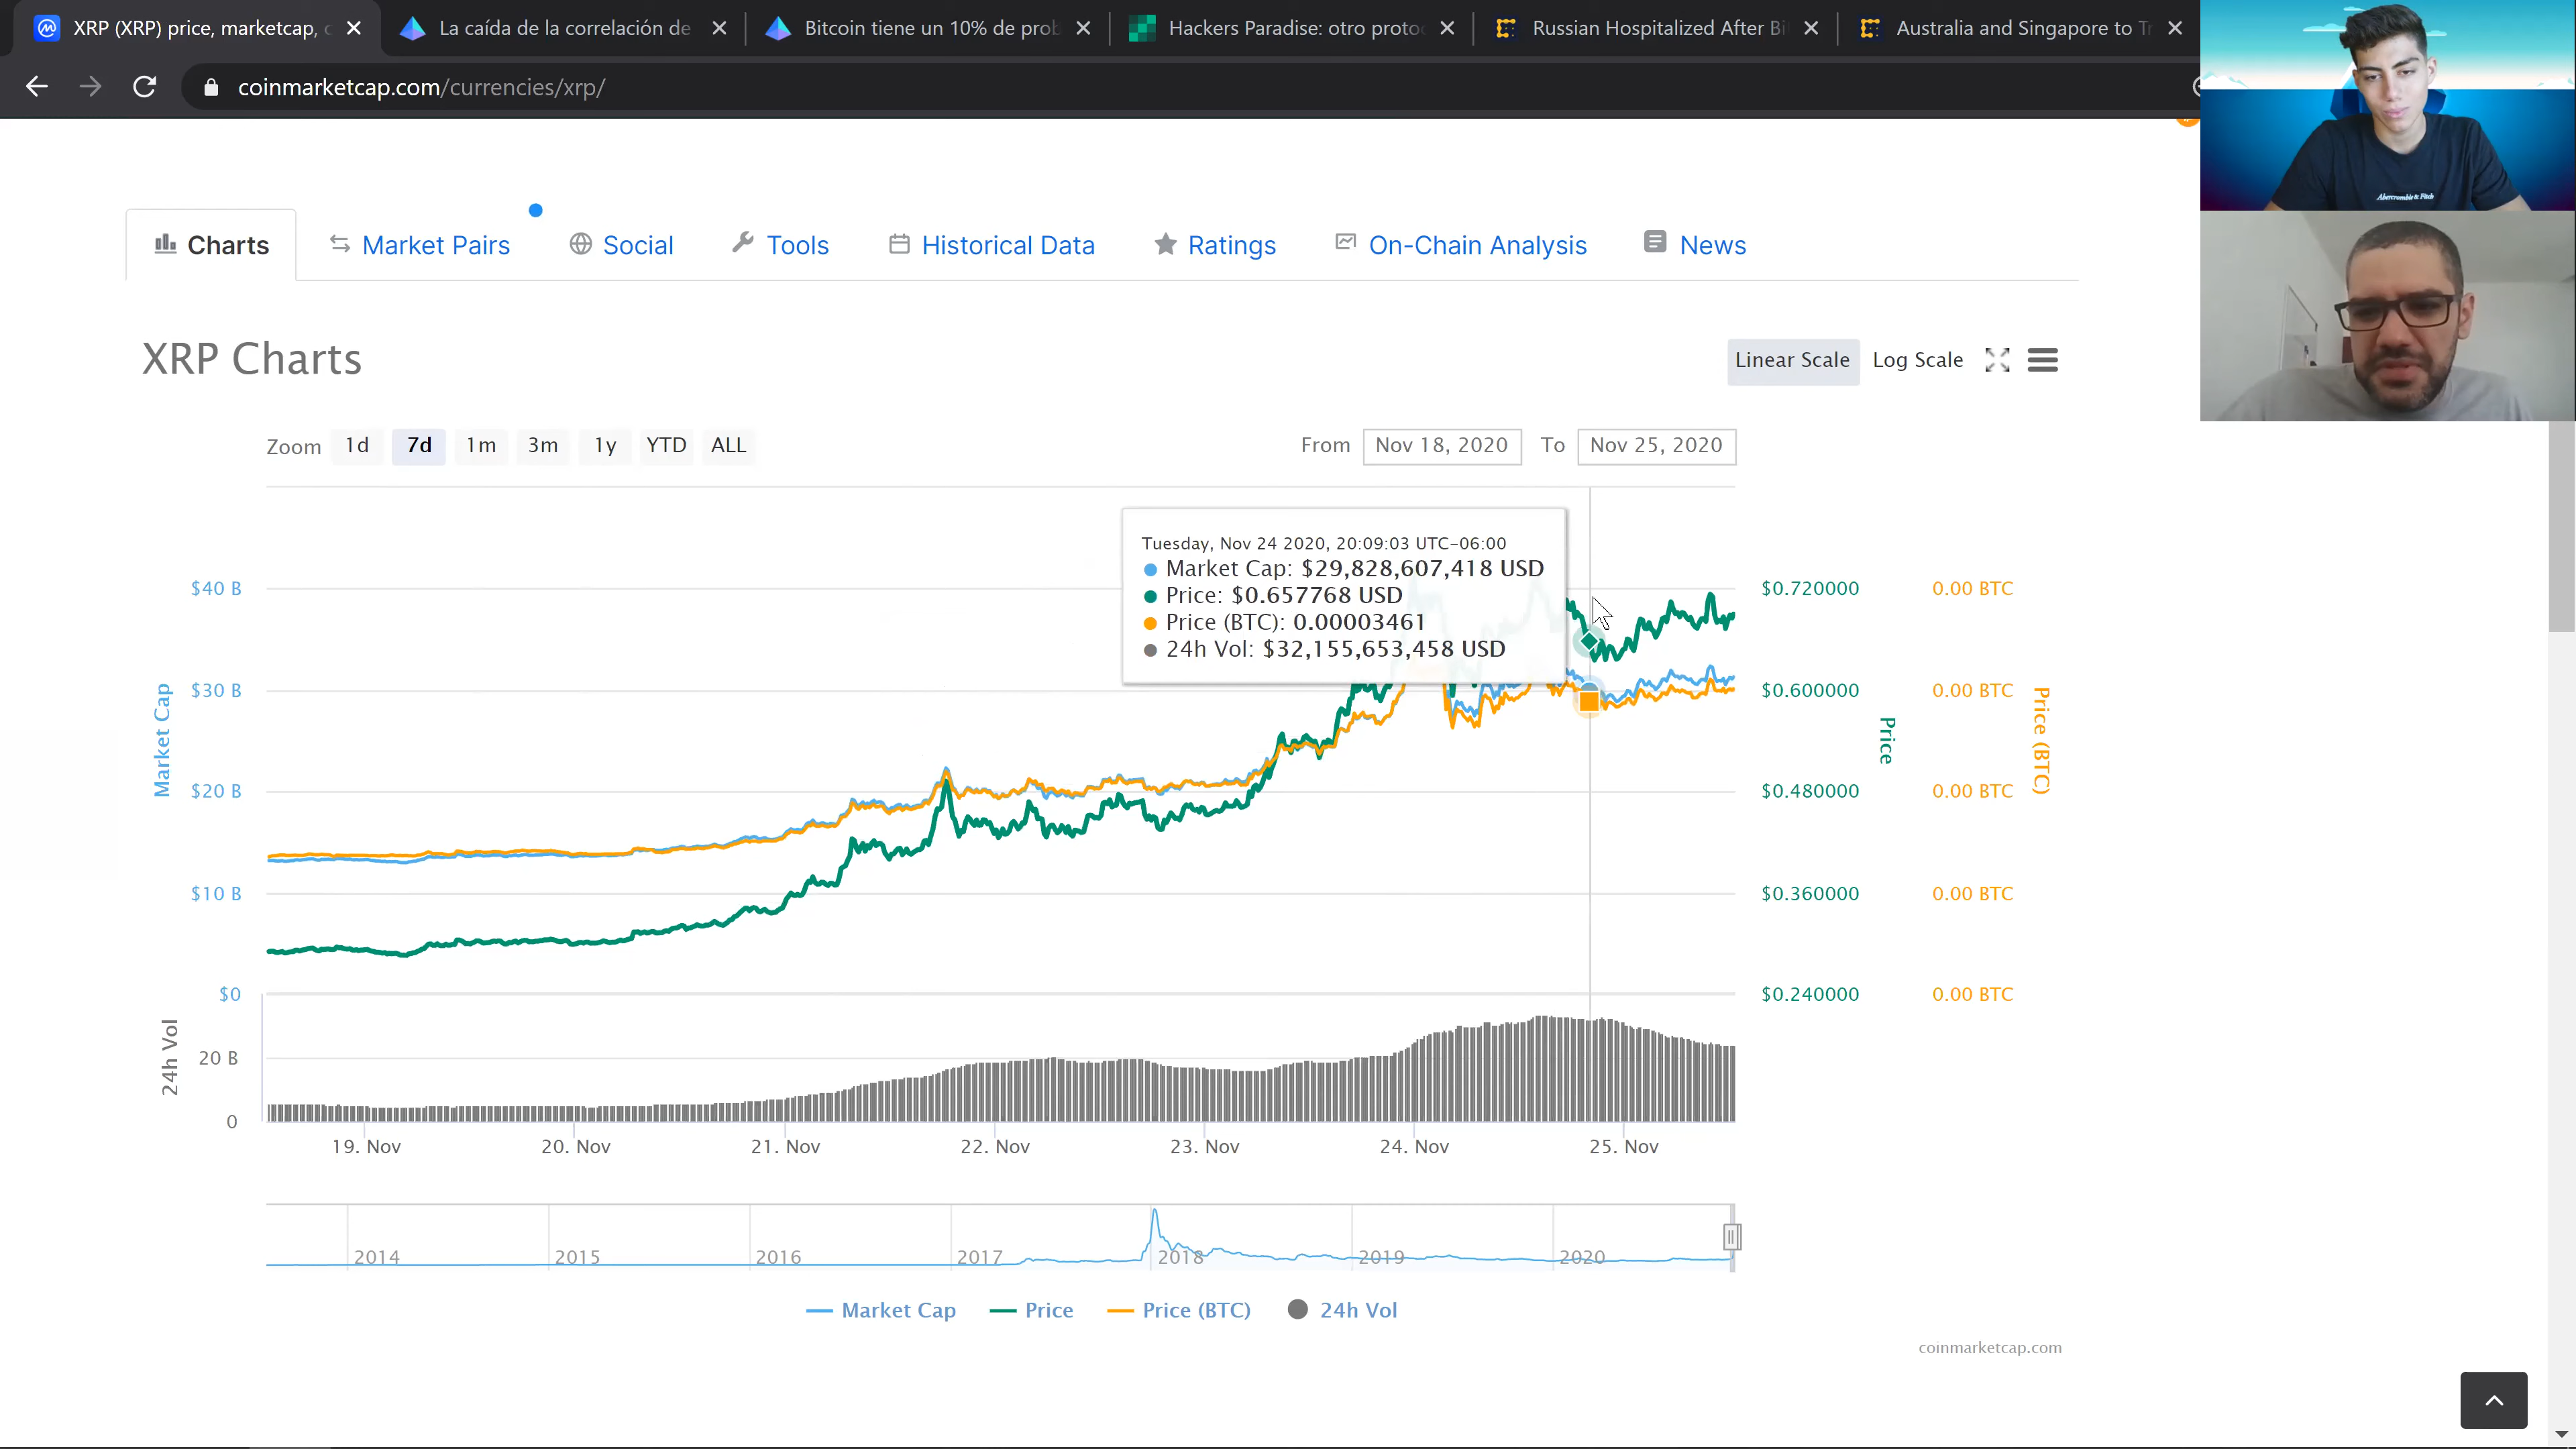 XRP (XRP) price, marketcap, c
La caída de la correlación de
Bitcoin tiene un 10% de prob
Hackers Paradise: otro protoc
Russian Hospitalized After Bi
Australia and Singapore to Tr
coinmarketcap.com/currencies/xrp/
Abercrombie & Fitch
Charts
Market Pairs
Social
Tools
Historical Data
Ratings
On-Chain Analysis
News
XRP Charts
Linear Scale
Log Scale
Zoom 1d 7d 1m 3m 1y YTD ALL
From Nov 18, 2020 To Nov 25, 2020
Tuesday, Nov 24 2020, 20:09:03 UTC-06:00
Market Cap: $29,828,607,418 USD
Price: $0.657768 USD
Price (BTC): 0.00003461
24h Vol: $32,155,653,458 USD
$40 B $0.720000 0.00 BTC
$30 B $0.600000 0.00 BTC
Market Cap
Price
Price (BTC)
$20 B $0.480000 0.00 BTC
$10 B $0.360000 0.00 BTC
$0 $0.240000 0.00 BTC
24h Vol
20 B
0
19. Nov 20. Nov 21. Nov 22. Nov 23. Nov 24. Nov 25. Nov
2014 2015 2016 2017 2018 2019 2020
Market Cap Price Price (BTC) 24h Vol
coinmarketcap.com